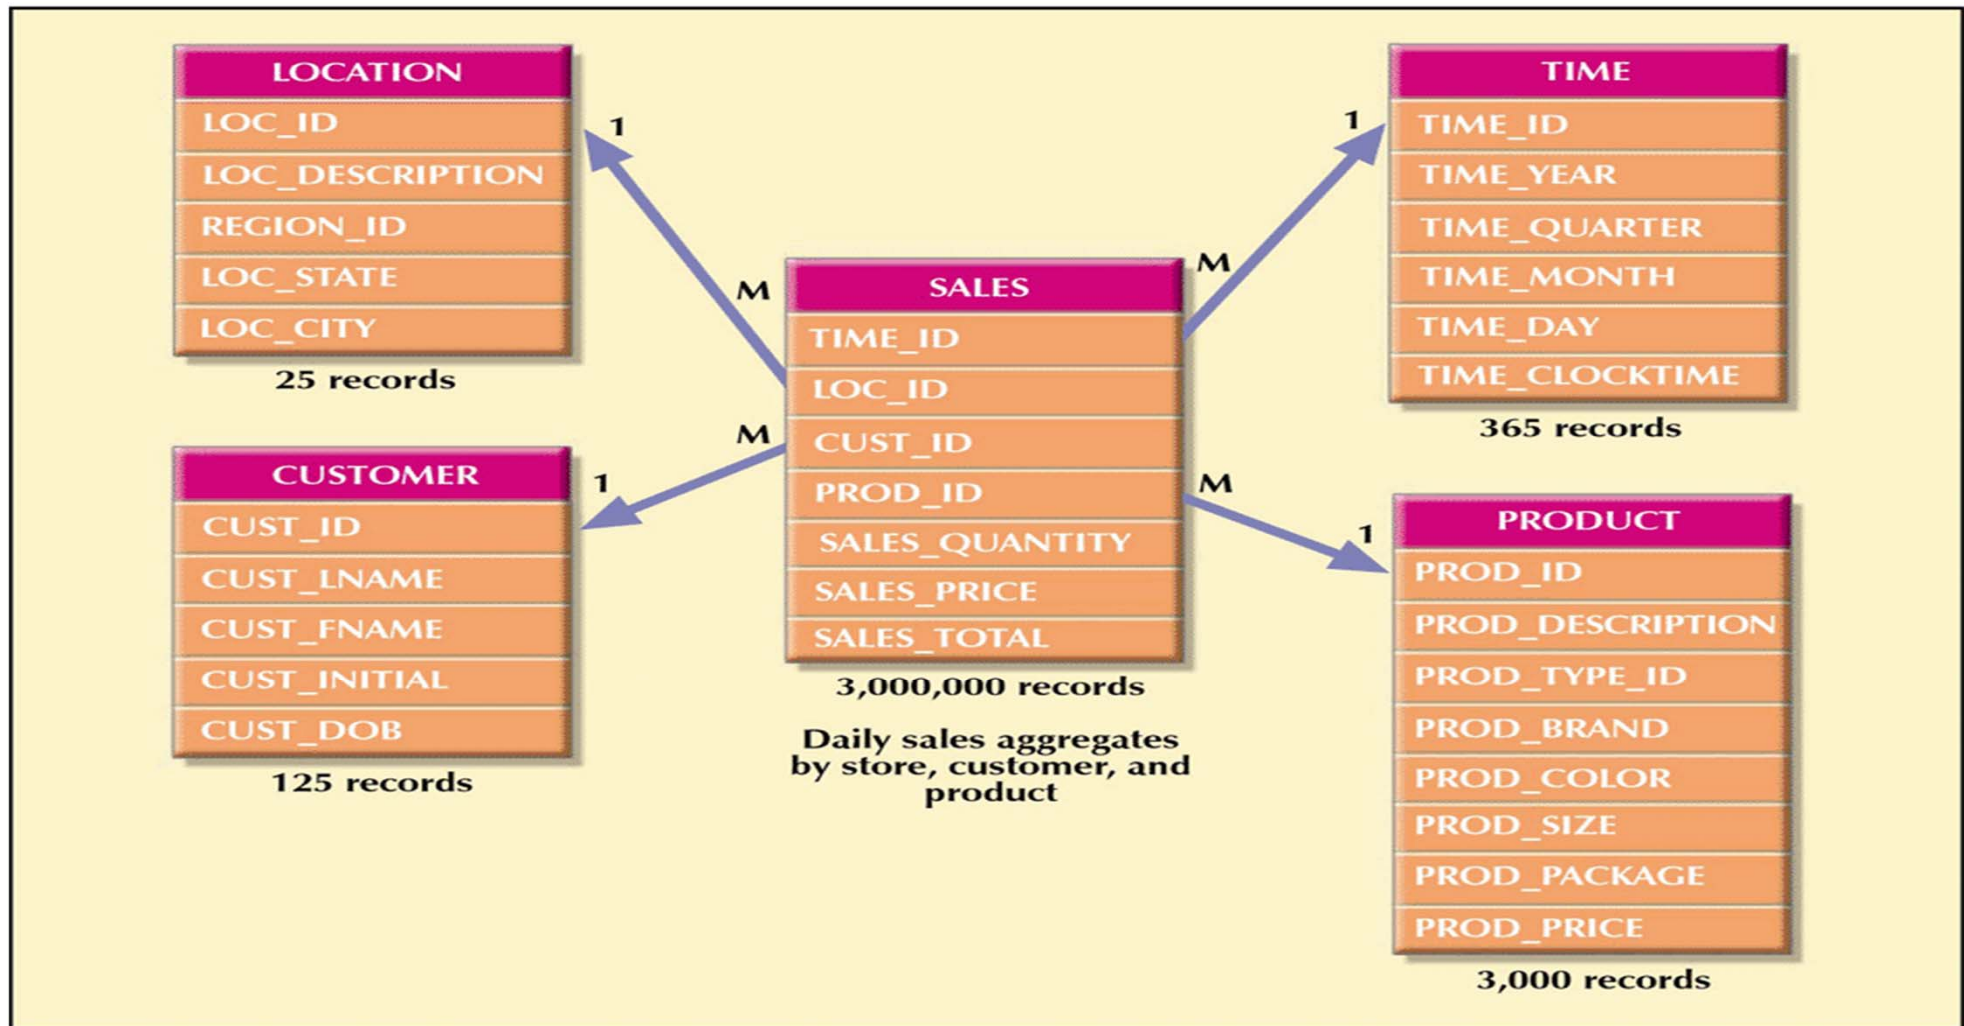 LOCATION
LOC_ID
LOC_DESCRIPTION
REGION_ID
LOC_STATE
LOC_CITY
25 records
1
M
TIME
TIME_ID
TIME_YEAR
TIME_QUARTER
TIME_MONTH
TIME_DAY
TIME_CLOCKTIME
365 records
1
M
SALES
TIME_ID
LOC_ID
CUST_ID
PROD_ID
SALES_QUANTITY
SALES_PRICE
SALES_TOTAL
3,000,000 records
Daily sales aggregates
by store, customer, and
product
CUSTOMER
CUST_ID
CUST_LNAME
CUST_FNAME
CUST_INITIAL
CUST_DOB
125 records
1
M
PRODUCT
PROD_ID
PROD_DESCRIPTION
PROD_TYPE_ID
PROD_BRAND
PROD_COLOR
PROD_SIZE
PROD_PACKAGE
PROD_PRICE
3,000 records
1
M